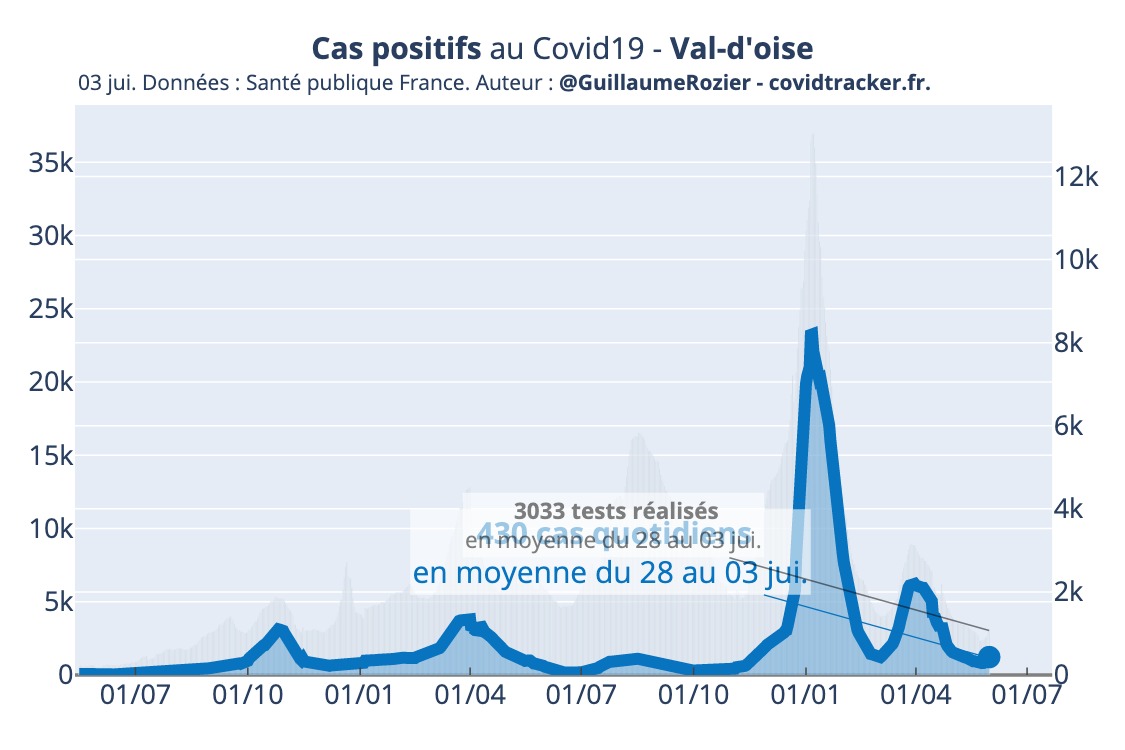 Cas positifs au Covid19 - Val-d'oise
03 jui. Données : Santé publique France. Auteur : @GuillaumeRozier - covidtracker.fr.
35k
30k
25k
20k
15k
10k
5k
0
12k
10k
8k
6k
4k
2k
0
3033 tests réalisés
430 cas quotidiens
en moyenne du 28 au 03 jui.
en moyenne du 28 au 03 jui.
01/07 01/10 01/01 01/04 01/07 01/10 01/01 01/04 01/07